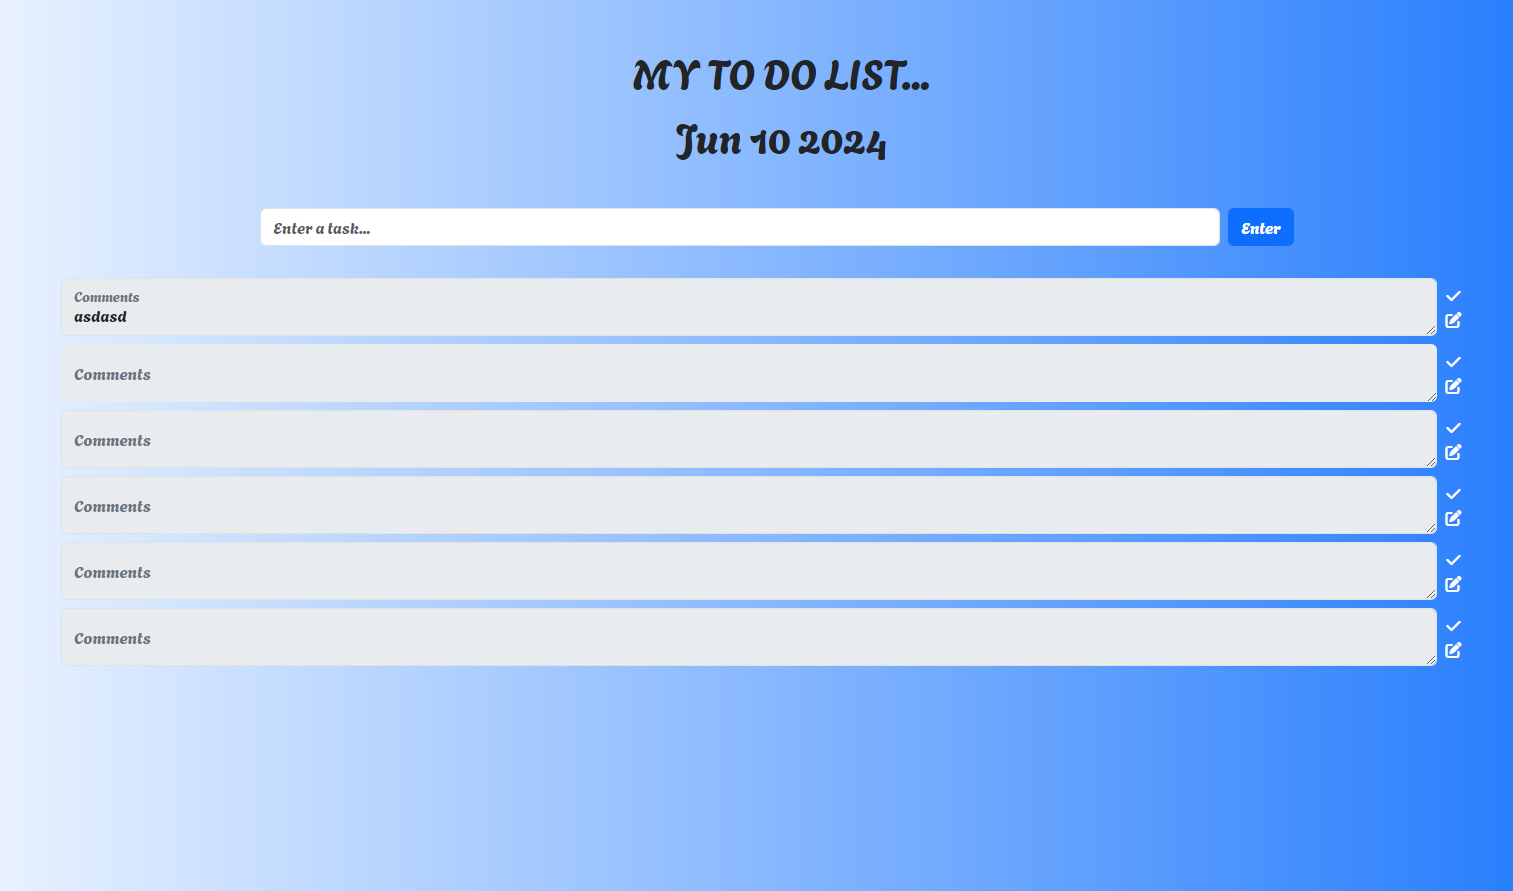 MY TO DO LIST...
Jun 10 2024
Enter a task...
Enter
Comments
asdasd
Comments
Comments
Comments
Comments
Comments